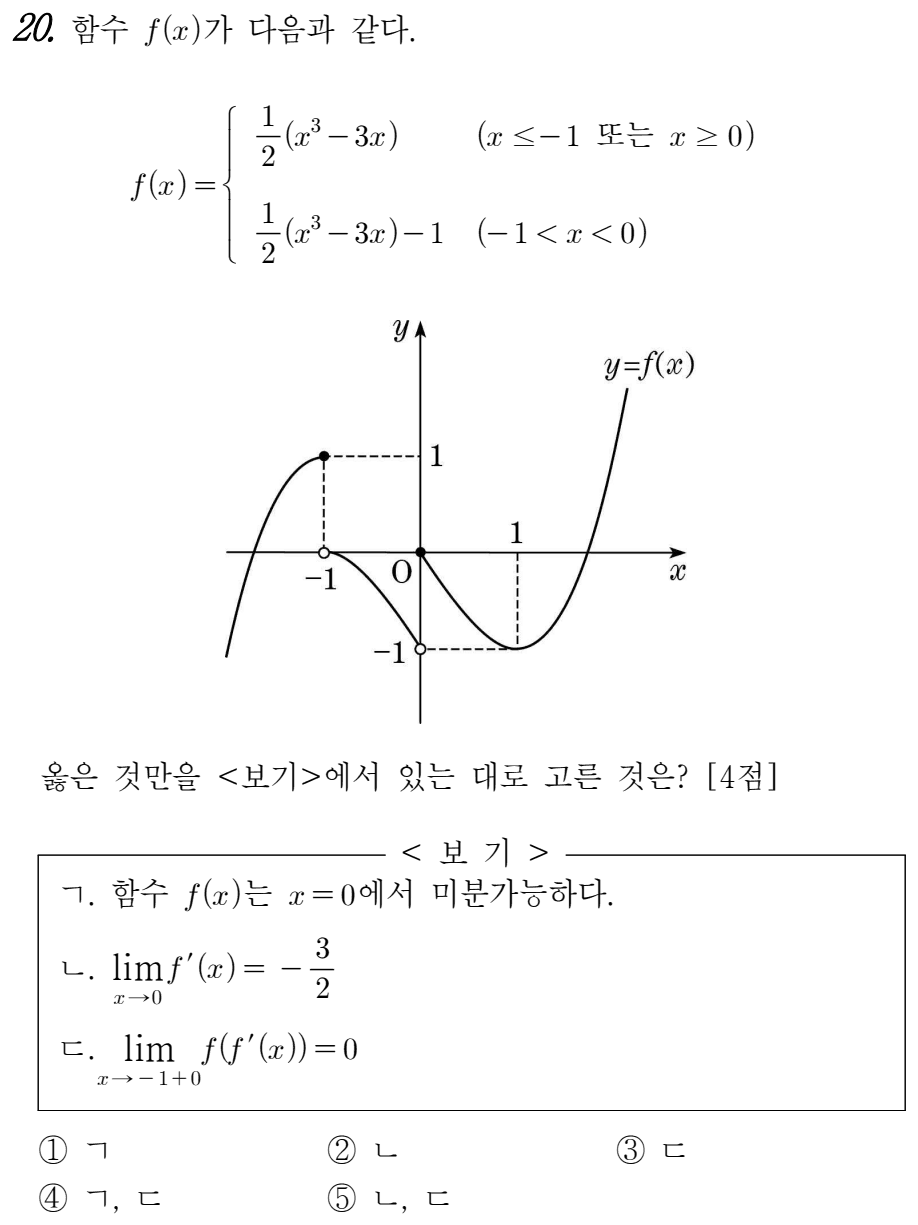 20. 함수 f(x)가 다음과 같다.
f(x) = { 1/2(x³ − 3x) (x ≤ −1 또는 x ≥ 0)
1/2(x³ − 3x) − 1 (−1 < x < 0)
y
y=f(x)
1
1
−1 O x
−1
옳은 것만을 <보기>에서 있는 대로 고른 것은? [4점]
< 보 기 >
ㄱ. 함수 f(x)는 x = 0에서 미분가능하다.
ㄴ. lim x→0 f′(x) = −3/2
ㄷ. lim x→−1+0 f(f′(x)) = 0
① ㄱ ② ㄴ ③ ㄷ
④ ㄱ, ㄷ ⑤ ㄴ, ㄷ